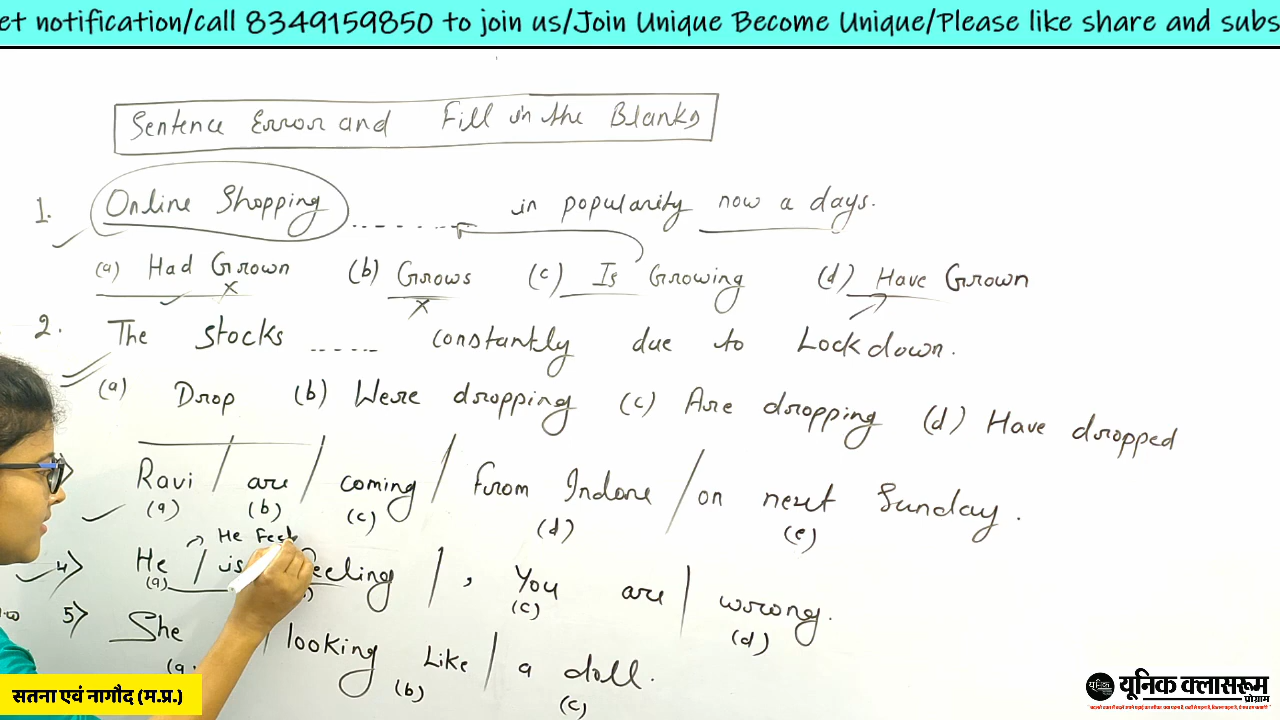 et notification/call 8349159850 to join us/Join Unique Become Unique/Please like share and subs
Sentence Error and Fill in the Blanks
1. Online Shopping .......... in popularity now a days.
(a) Had Grown (b) Grows (c) Is Growing (d) Have Grown
2. The Stocks ...... constantly due to Lockdown.
(a) Drop (b) Were dropping (c) Are dropping (d) Have dropped
Ravi / are / coming / from Indore / on next Sunday.
(a) (b) (c) (d) (e)
He Feel
4> He / is Feeling / , You are / wrong.
(a) (c) (d)
5> She / looking Like / a doll.
(a) (b) (c)
सतना एवं नागौद (म.प्र.)
यूनिक क्लासरूम
प्रोग्राम